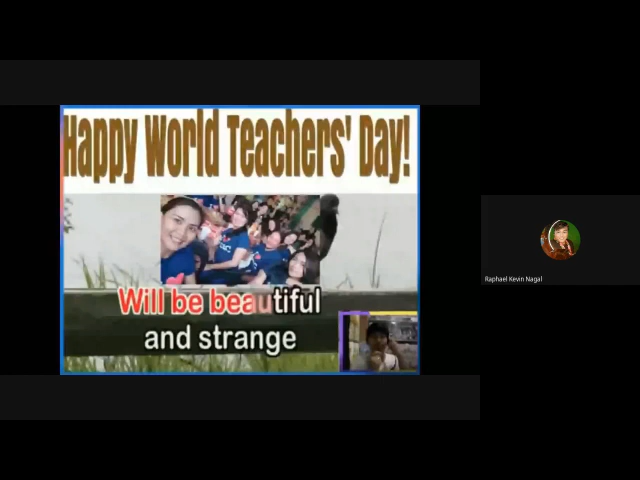 Happy World Teachers' Day!
Will be beautiful
and strange
Raphael Kevin Nagal